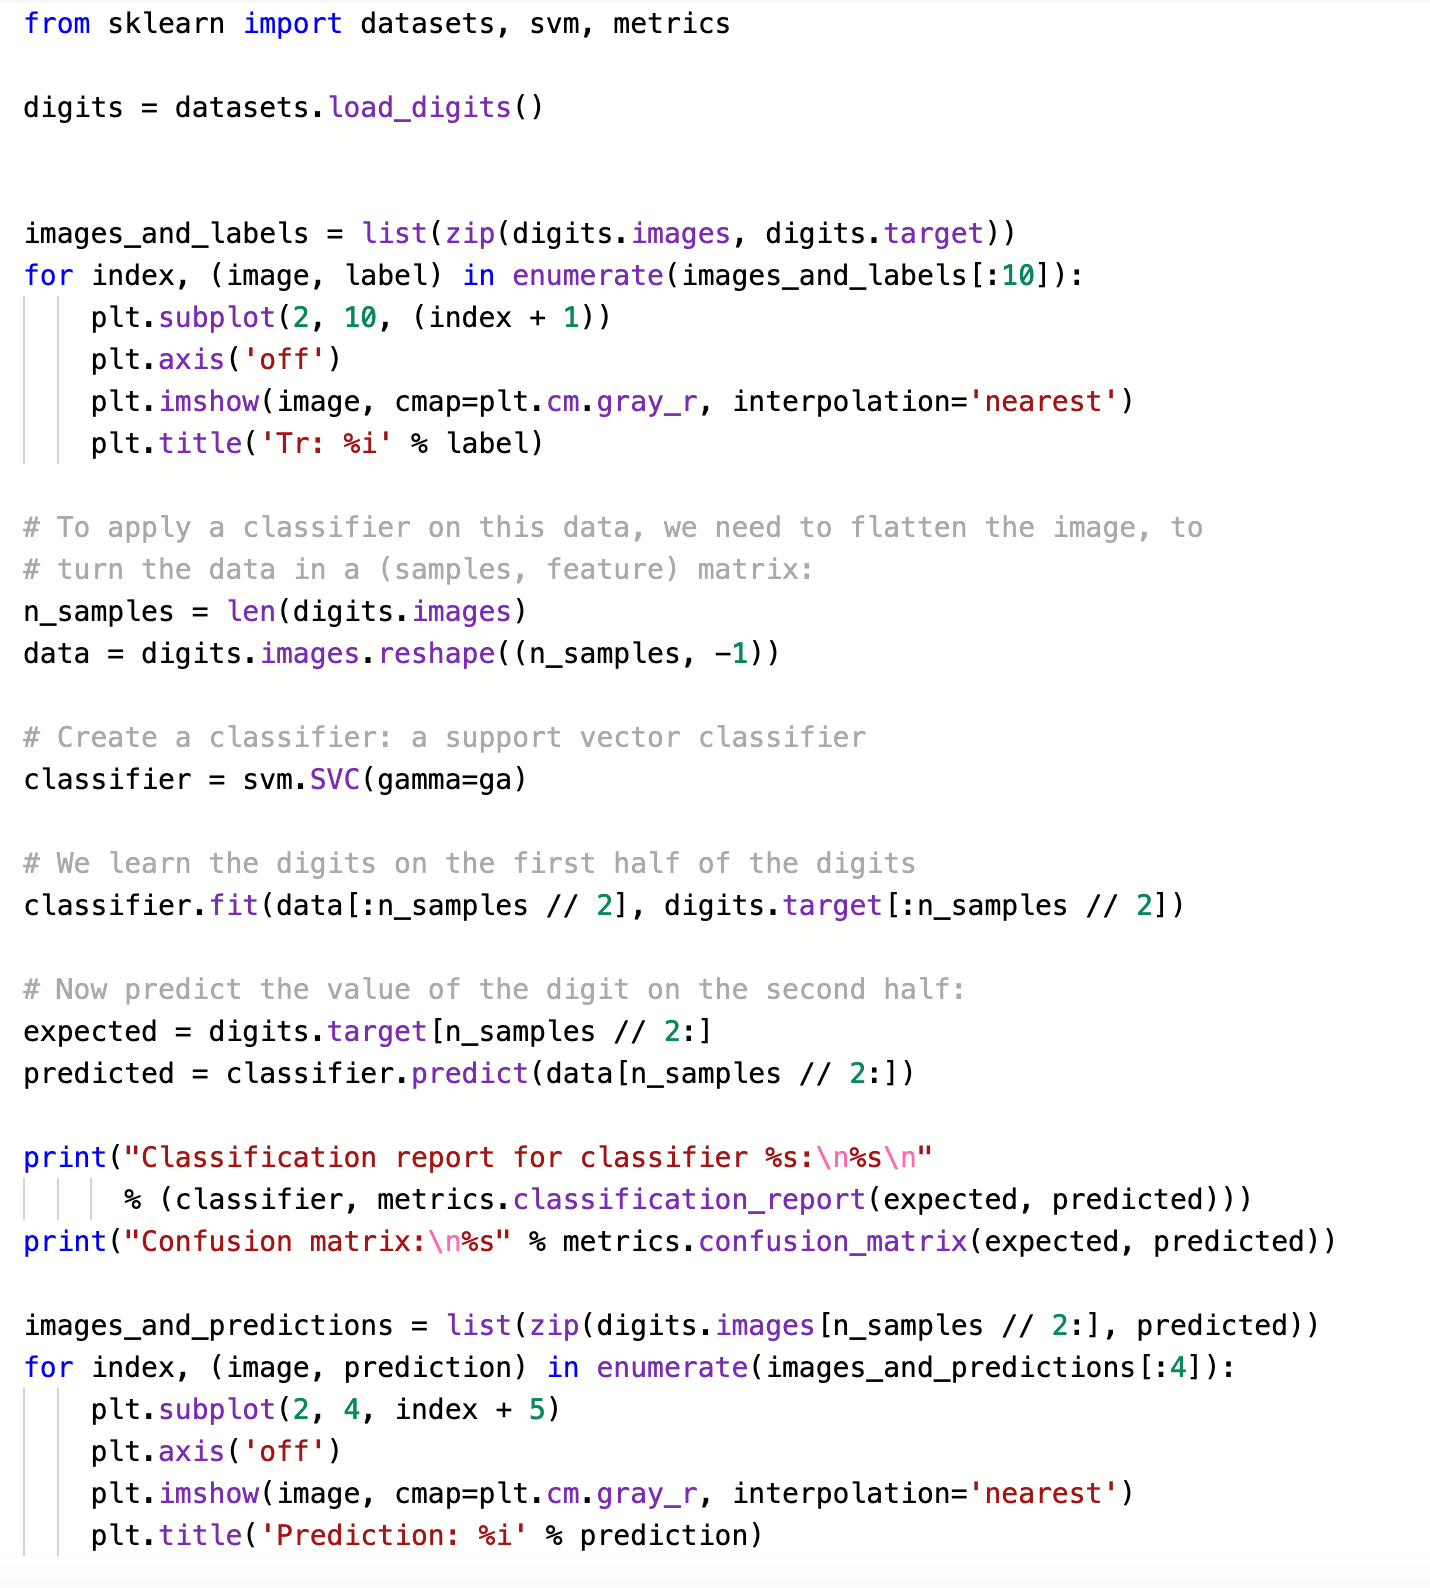 from sklearn import datasets, svm, metrics
digits = datasets.load_digits()
images_and_labels = list(zip(digits.images, digits.target))
for index, (image, label) in enumerate(images_and_labels[:10]):
    plt.subplot(2, 10, (index + 1))
    plt.axis('off')
    plt.imshow(image, cmap=plt.cm.gray_r, interpolation='nearest')
    plt.title('Tr: %i' % label)
# To apply a classifier on this data, we need to flatten the image, to
# turn the data in a (samples, feature) matrix:
n_samples = len(digits.images)
data = digits.images.reshape((n_samples, -1))
# Create a classifier: a support vector classifier
classifier = svm.SVC(gamma=ga)
# We learn the digits on the first half of the digits
classifier.fit(data[:n_samples // 2], digits.target[:n_samples // 2])
# Now predict the value of the digit on the second half:
expected = digits.target[n_samples // 2:]
predicted = classifier.predict(data[n_samples // 2:])
print("Classification report for classifier %s:\n%s\n"
      % (classifier, metrics.classification_report(expected, predicted)))
print("Confusion matrix:\n%s" % metrics.confusion_matrix(expected, predicted))
images_and_predictions = list(zip(digits.images[n_samples // 2:], predicted))
for index, (image, prediction) in enumerate(images_and_predictions[:4]):
    plt.subplot(2, 4, index + 5)
    plt.axis('off')
    plt.imshow(image, cmap=plt.cm.gray_r, interpolation='nearest')
    plt.title('Prediction: %i' % prediction)